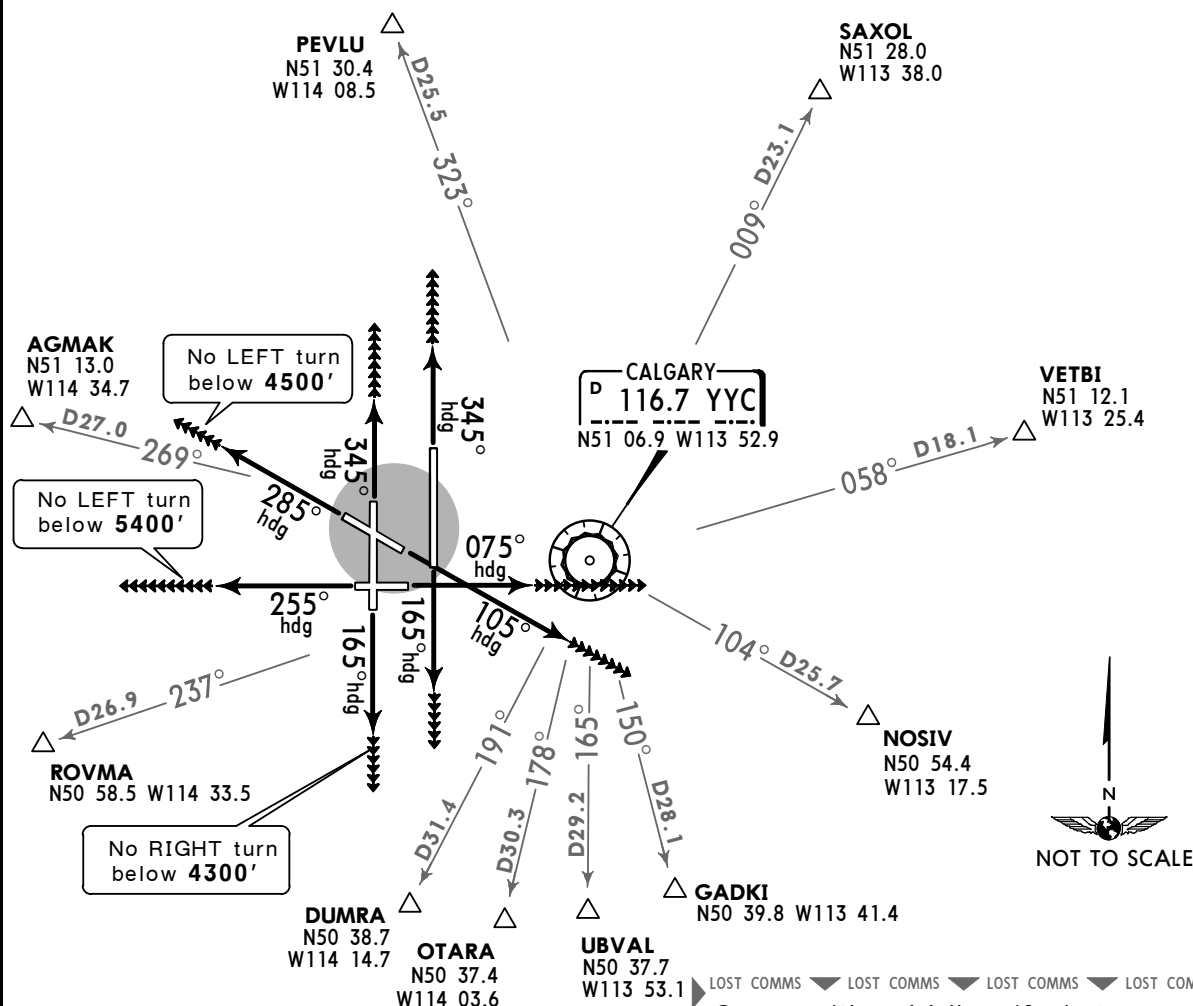 PEVLU
N51 30.4
W114 08.5
D25.5
323°
SAXOL
N51 28.0
W113 38.0
009° D23.1
AGMAK
N51 13.0
W114 34.7
No LEFT turn
below 4500'
D27.0
269°
345°
hdg
345°
hdg
CALGARY
D 116.7 YYC
N51 06.9 W113 52.9
VETBI
N51 12.1
W113 25.4
058° D18.1
No LEFT turn
below 5400'
285°
hdg
075°
hdg
255°
hdg
165°hdg
165°hdg
105°
hdg
104° D25.7
NOSIV
N50 54.4
W113 17.5
D26.9 237°
ROVMA
N50 58.5 W114 33.5
No RIGHT turn
below 4300'
191°
D31.4
178°
D30.3
165°
D29.2
150°
D28.1
N
NOT TO SCALE
DUMRA
N50 38.7
W114 14.7
OTARA
N50 37.4
W114 03.6
UBVAL
N50 37.7
W113 53.1
GADKI
N50 39.8 W113 41.4
LOST COMMS LOST COMMS LOST COMMS LOST COM